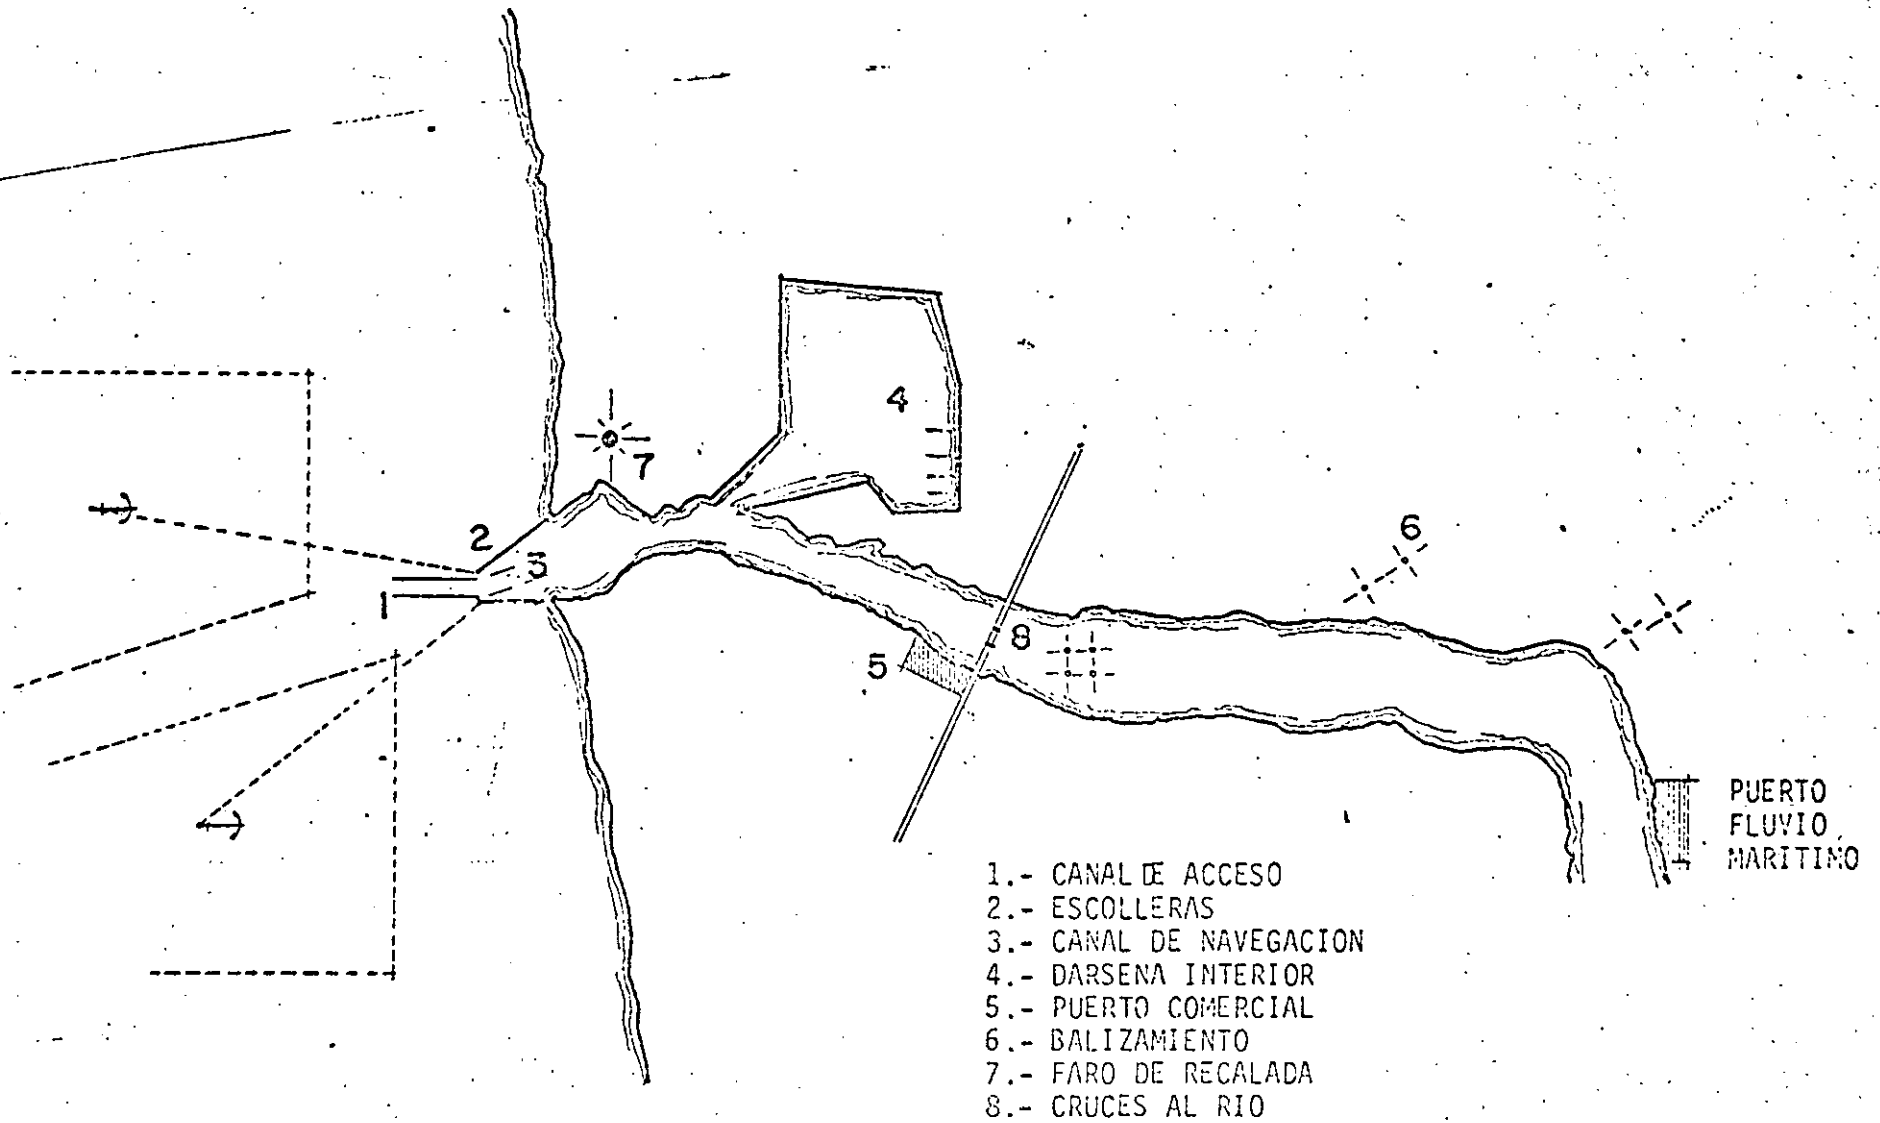 4
7
2
3
1
6
8
5
PUERTO
FLUVIO
MARITIMO
1.- CANAL DE ACCESO
2.- ESCOLLERAS
3.- CANAL DE NAVEGACION
4.- DARSENA INTERIOR
5.- PUERTO COMERCIAL
6.- BALIZAMIENTO
7.- FARO DE RECALADA
8.- CRUCES AL RIO